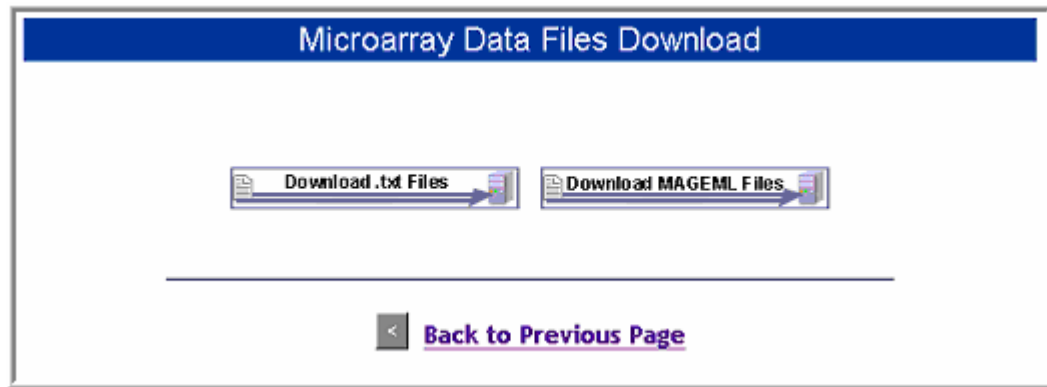 Microarray Data Files Download
Download .txt Files
Download MAGEML Files
< Back to Previous Page